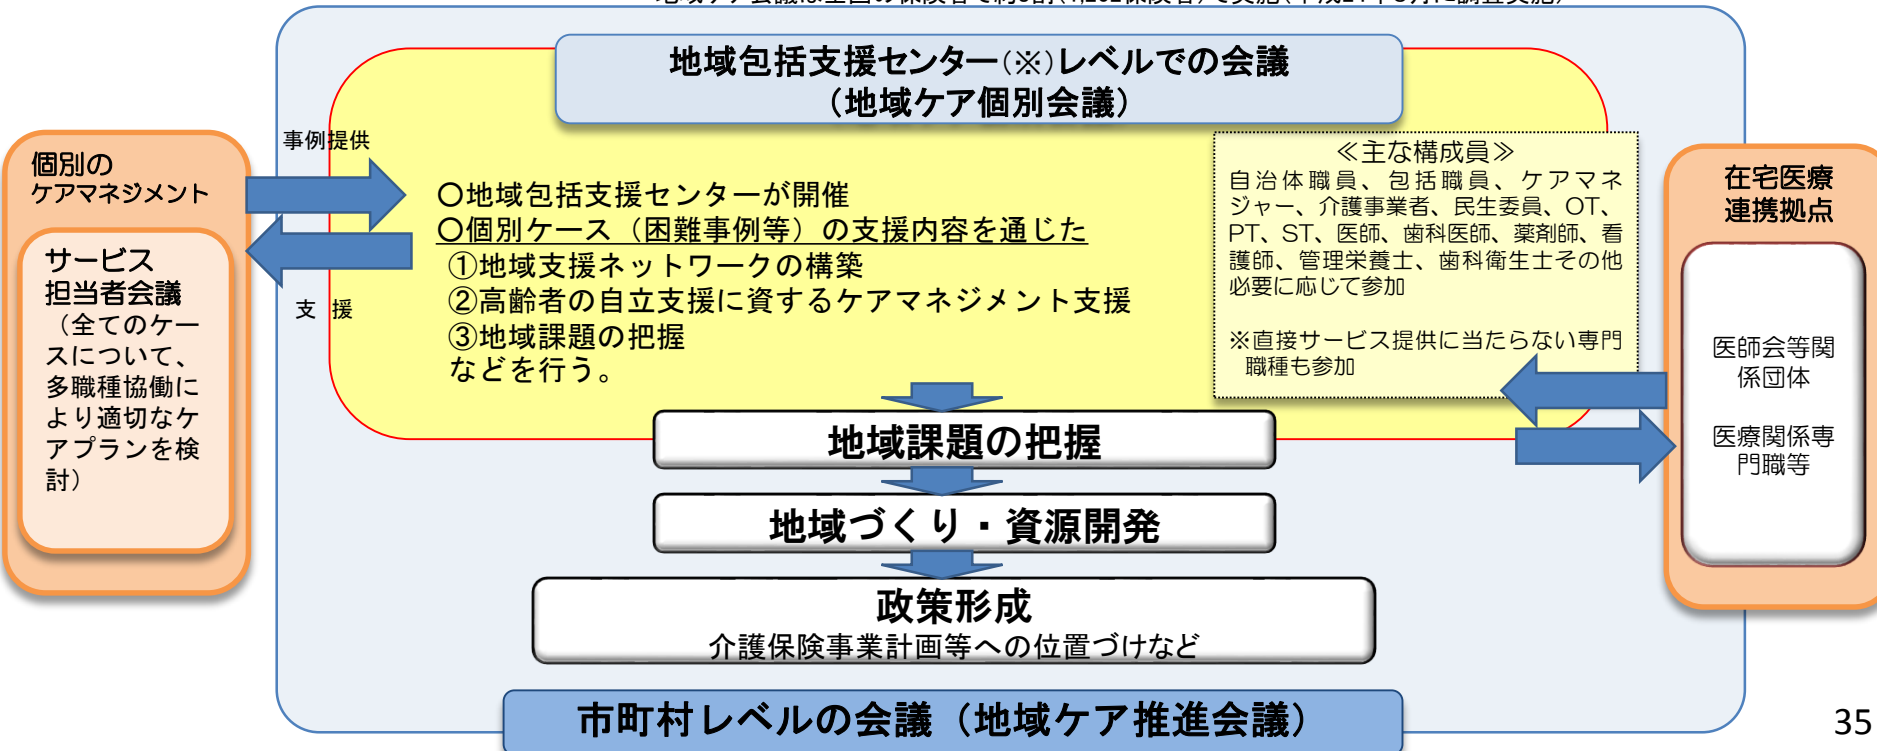 地域包括支援センター(※)レベルでの会議
（地域ケア個別会議）
事例提供
支 援
個別の
ケアマネジメント
サービス
担当者会議
（全てのケー
スについて、
多職種協働に
より適切なケ
アプランを検
討）
〇地域包括支援センターが開催
〇個別ケース（困難事例等）の支援内容を通じた
①地域支援ネットワークの構築
②高齢者の自立支援に資するケアマネジメント支援
③地域課題の把握
などを行う。
≪主な構成員≫
自治体職員、包括職員、ケアマネ
ジャー、介護事業者、民生委員、OT、
PT、ST、医師、歯科医師、薬剤師、看
護師、管理栄養士、歯科衛生士その他
必要に応じて参加
※直接サービス提供に当たらない専門
職種も参加
在宅医療
連携拠点
医師会等関
係団体
医療関係専
門職等
地域課題の把握
地域づくり・資源開発
政策形成
介護保険事業計画等への位置づけなど
市町村レベルの会議（地域ケア推進会議）
35